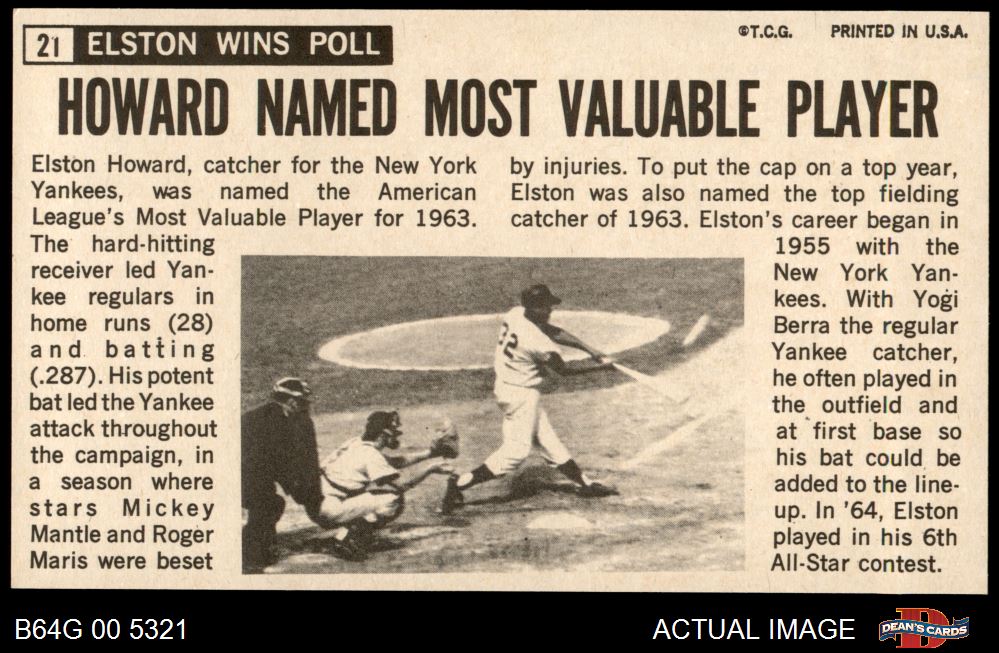 21 ELSTON WINS POLL
©T.C.G. PRINTED IN U.S.A.
HOWARD NAMED MOST VALUABLE PLAYER
Elston Howard, catcher for the New York
Yankees, was named the American
League's Most Valuable Player for 1963.
The hard-hitting
receiver led Yan-
kee regulars in
home runs (28)
and batting
(.287). His potent
bat led the Yankee
attack throughout
the campaign, in
a season where
stars Mickey
Mantle and Roger
Maris were beset
by injuries. To put the cap on a top year,
Elston was also named the top fielding
catcher of 1963. Elston's career began in
1955 with the
New York Yan-
kees. With Yogi
Berra the regular
Yankee catcher,
he often played in
the outfield and
at first base so
his bat could be
added to the line-
up. In '64, Elston
played in his 6th
All-Star contest.
32
B64G 00 5321
ACTUAL IMAGE
D
DEAN'S CARDS